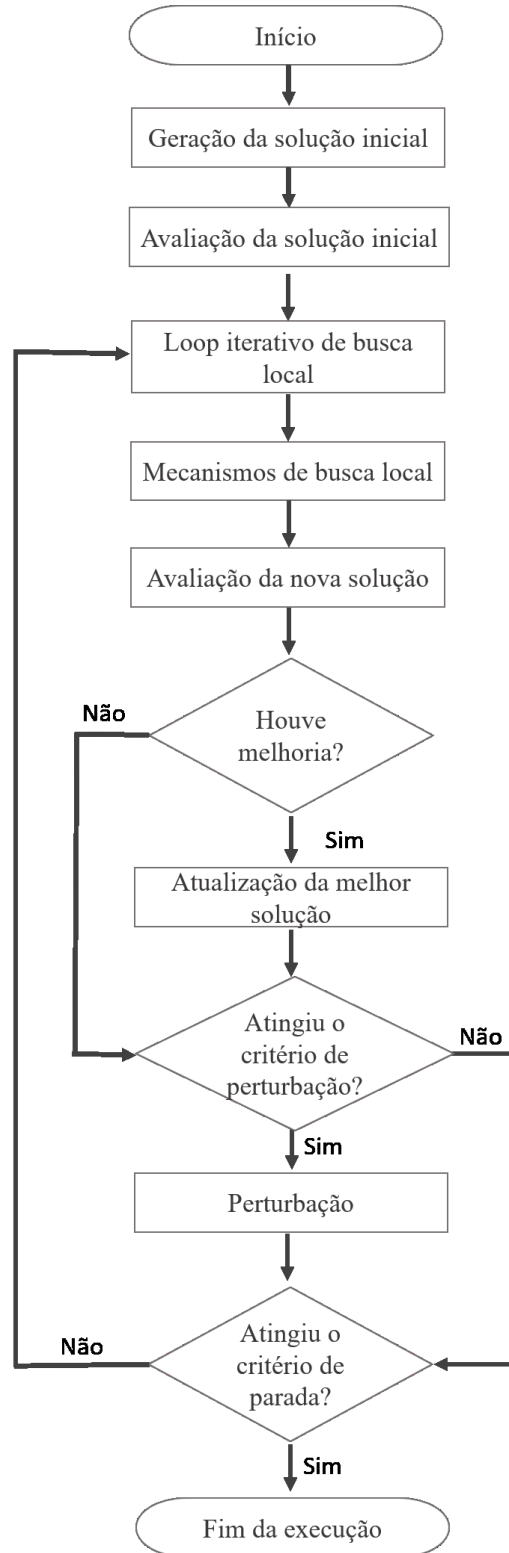 Início
Geração da solução inicial
Avaliação da solução inicial
Loop iterativo de busca
local
Mecanismos de busca local
Avaliação da nova solução
Não
Houve
melhoria?
Sim
Atualização da melhor
solução
Atingiu o
critério de
perturbação?
Não
Sim
Perturbação
Não
Atingiu o
critério de
parada?
Sim
Fim da execução